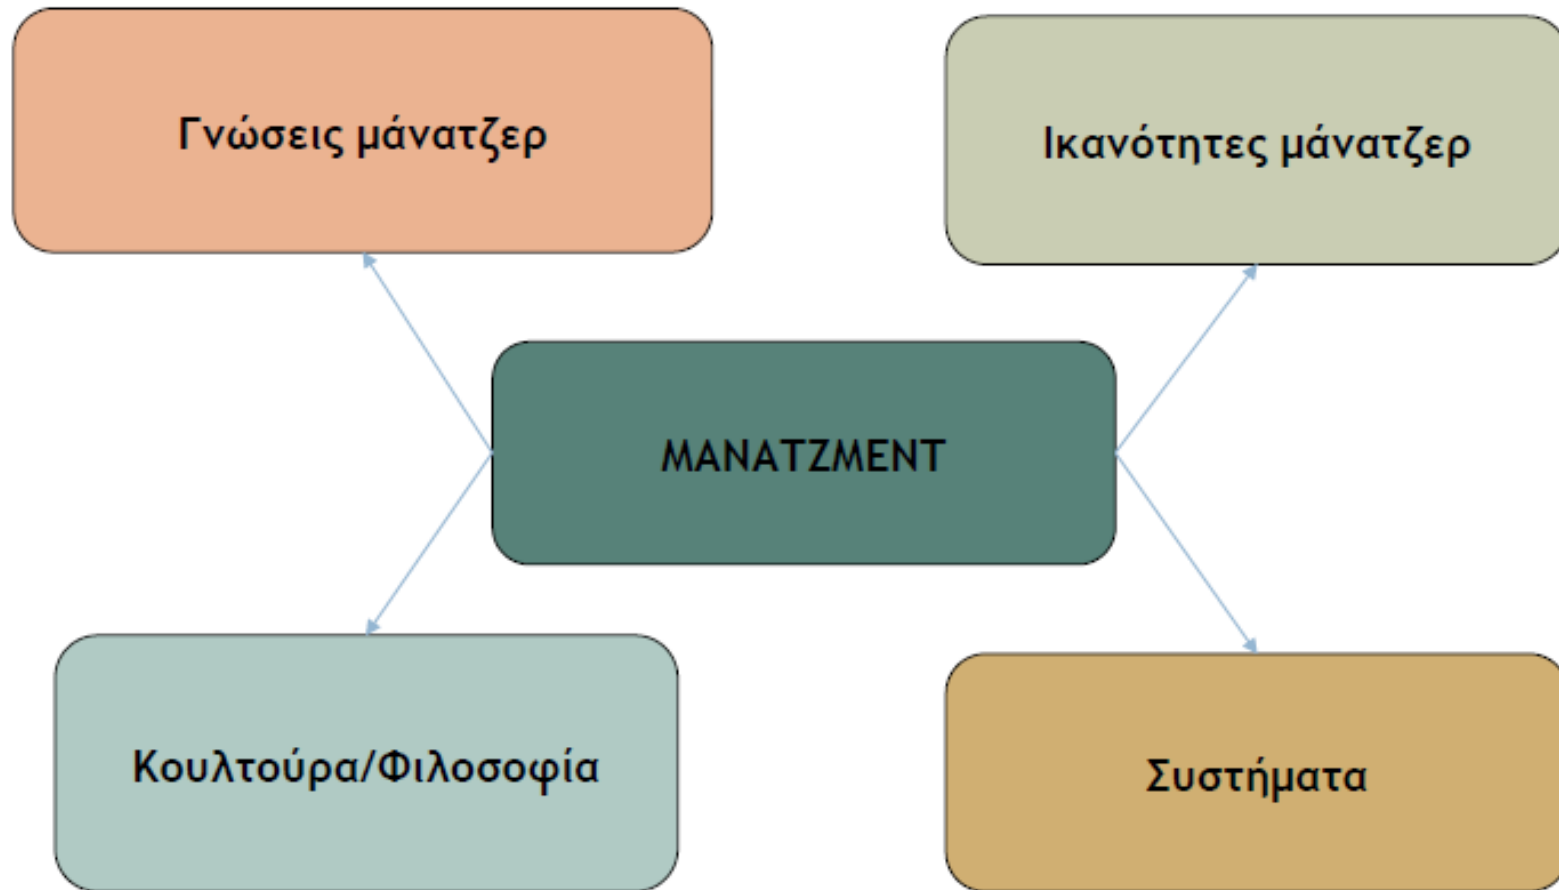 Γνώσεις μάνατζερ
Ικανότητες μάνατζερ
ΜΑΝΑΤΖΜΕΝΤ
Κουλτούρα/Φιλοσοφία
Συστήματα